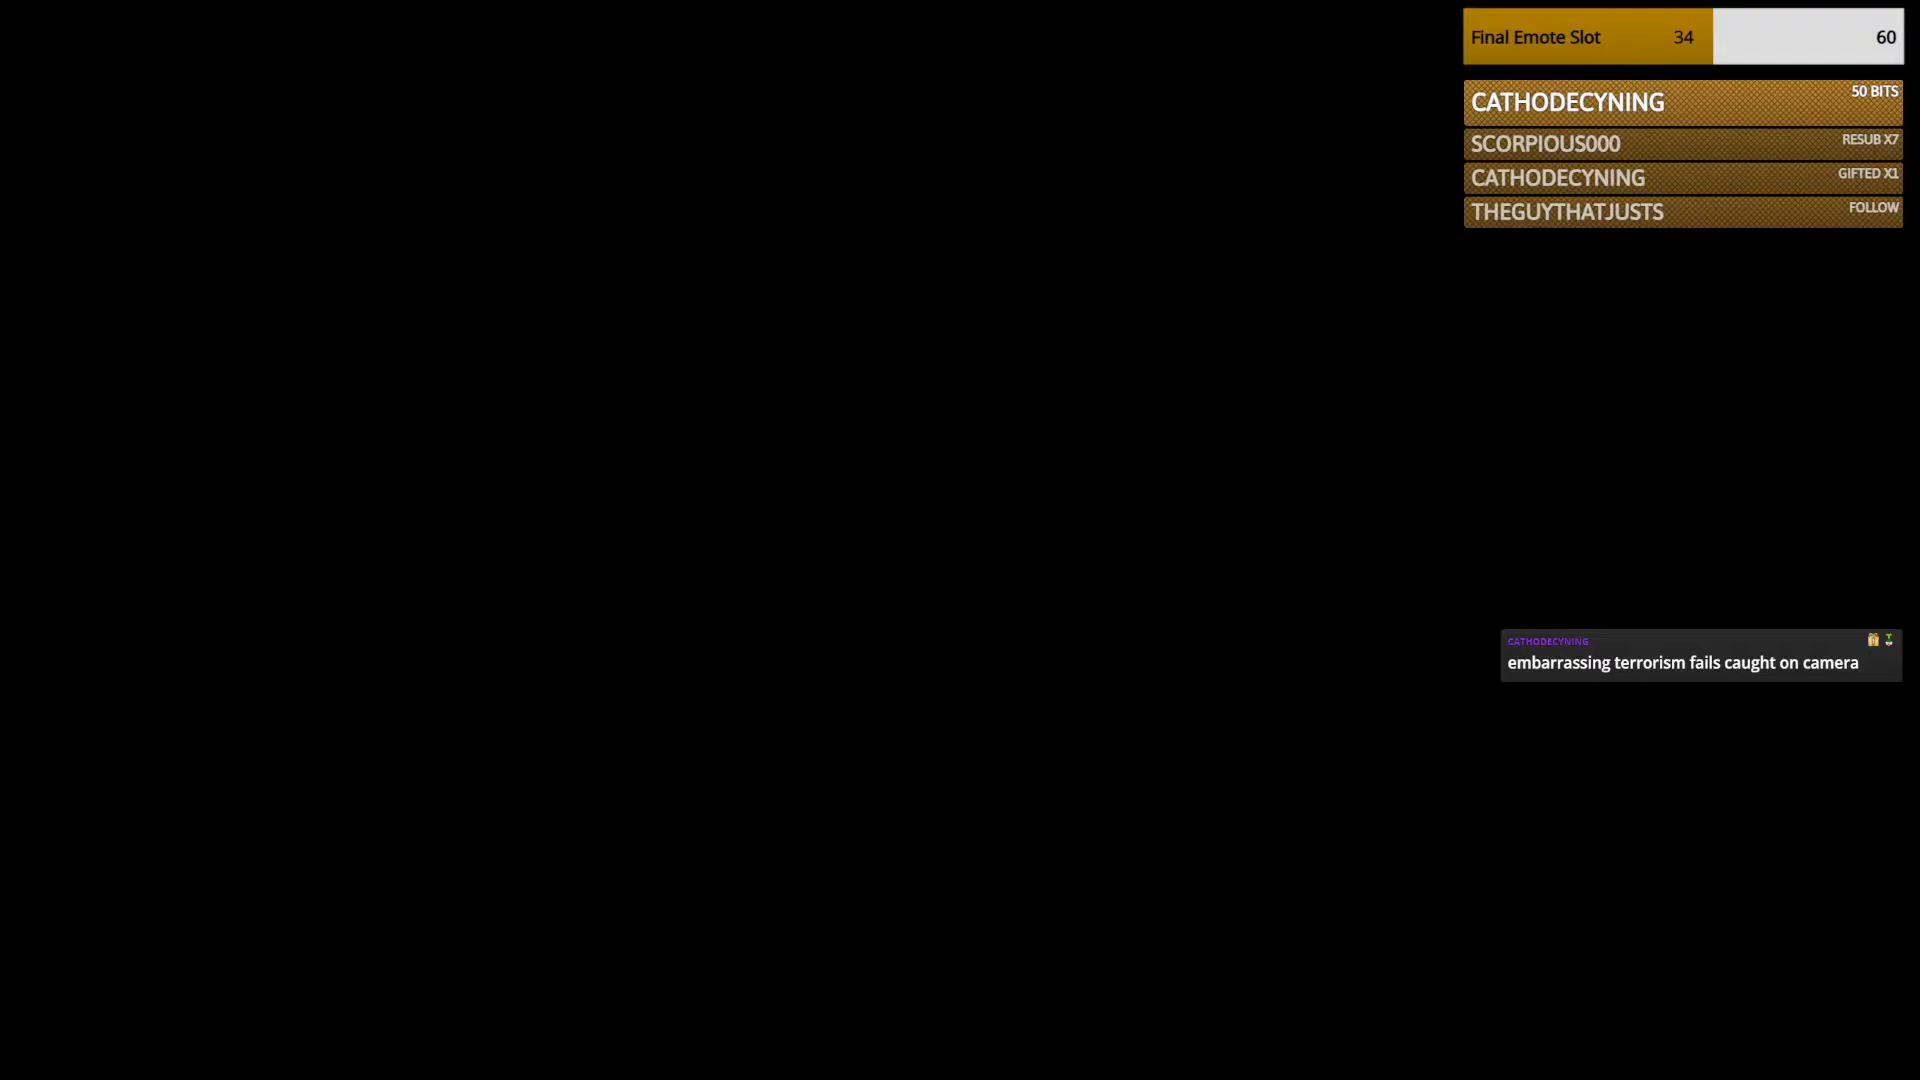 Final Emote Slot 34 60
CATHODECYNING 50 BITS
SCORPIOUS000 RESUB X7
CATHODECYNING GIFTED X1
THEGUYTHATJUSTS FOLLOW
CATHODECYNING
embarrassing terrorism fails caught on camera